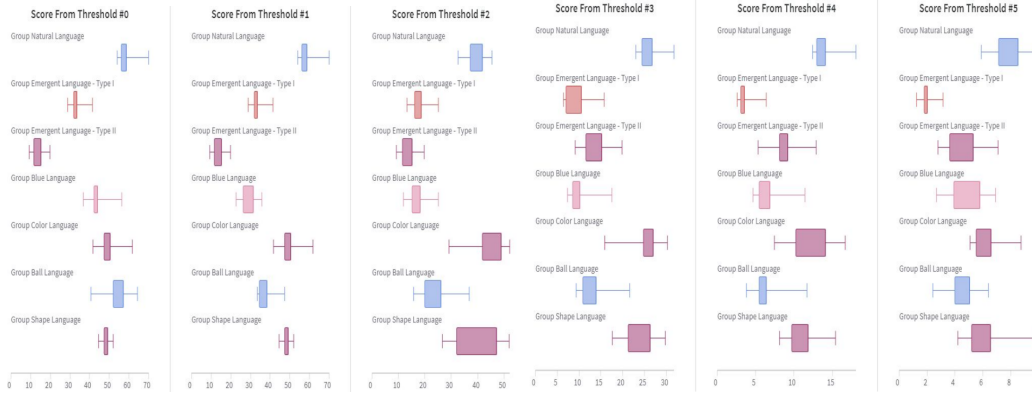 Score From Threshold #0
Group Natural Language
Group Emergent Language - Type I
Group Emergent Language - Type II
Group Blue Language
Group Color Language
Group Ball Language
Group Shape Language
0 10 20 30 40 50 60 70
Score From Threshold #1
Group Natural Language
Group Emergent Language - Type I
Group Emergent Language - Type II
Group Blue Language
Group Color Language
Group Ball Language
Group Shape Language
0 10 20 30 40 50 60 70
Score From Threshold #2
Group Natural Language
Group Emergent Language - Type I
Group Emergent Language - Type II
Group Blue Language
Group Color Language
Group Ball Language
Group Shape Language
0 10 20 30 40 50
Score From Threshold #3
Group Natural Language
Group Emergent Language - Type I
Group Emergent Language - Type II
Group Blue Language
Group Color Language
Group Ball Language
Group Shape Language
0 5 10 15 20 25 30
Score From Threshold #4
Group Natural Language
Group Emergent Language - Type I
Group Emergent Language - Type II
Group Blue Language
Group Color Language
Group Ball Language
Group Shape Language
0 5 10 15
Score From Threshold #5
Group Natural Language
Group Emergent Language - Type I
Group Emergent Language - Type II
Group Blue Language
Group Color Language
Group Ball Language
Group Shape Language
0 2 4 6 8